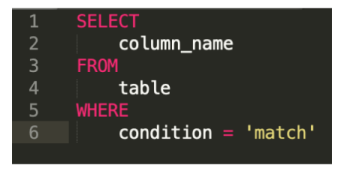 1 SELECT
2 column_name
3 FROM
4 table
5 WHERE
6 condition = 'match'